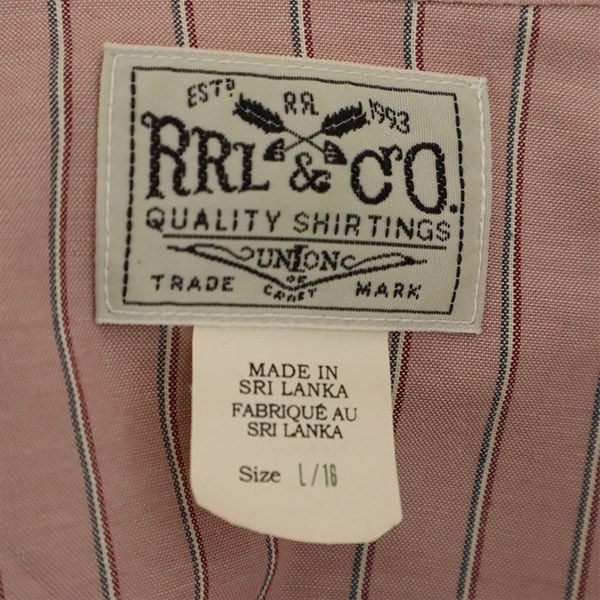 ESTD. RRL 1993
RRL & CO.
QUALITY SHIRTINGS
UNION
TRADE OF MARK
CRAFT
MADE IN
SRI LANKA
FABRIQUÉ AU
SRI LANKA
Size L/16